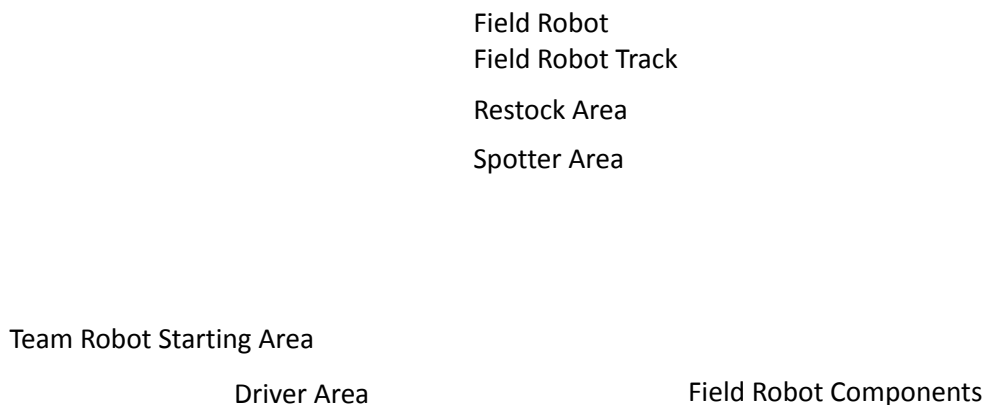 Field Robot
Field Robot Track
Restock Area
Spotter Area
Team Robot Starting Area
Driver Area
Field Robot Components